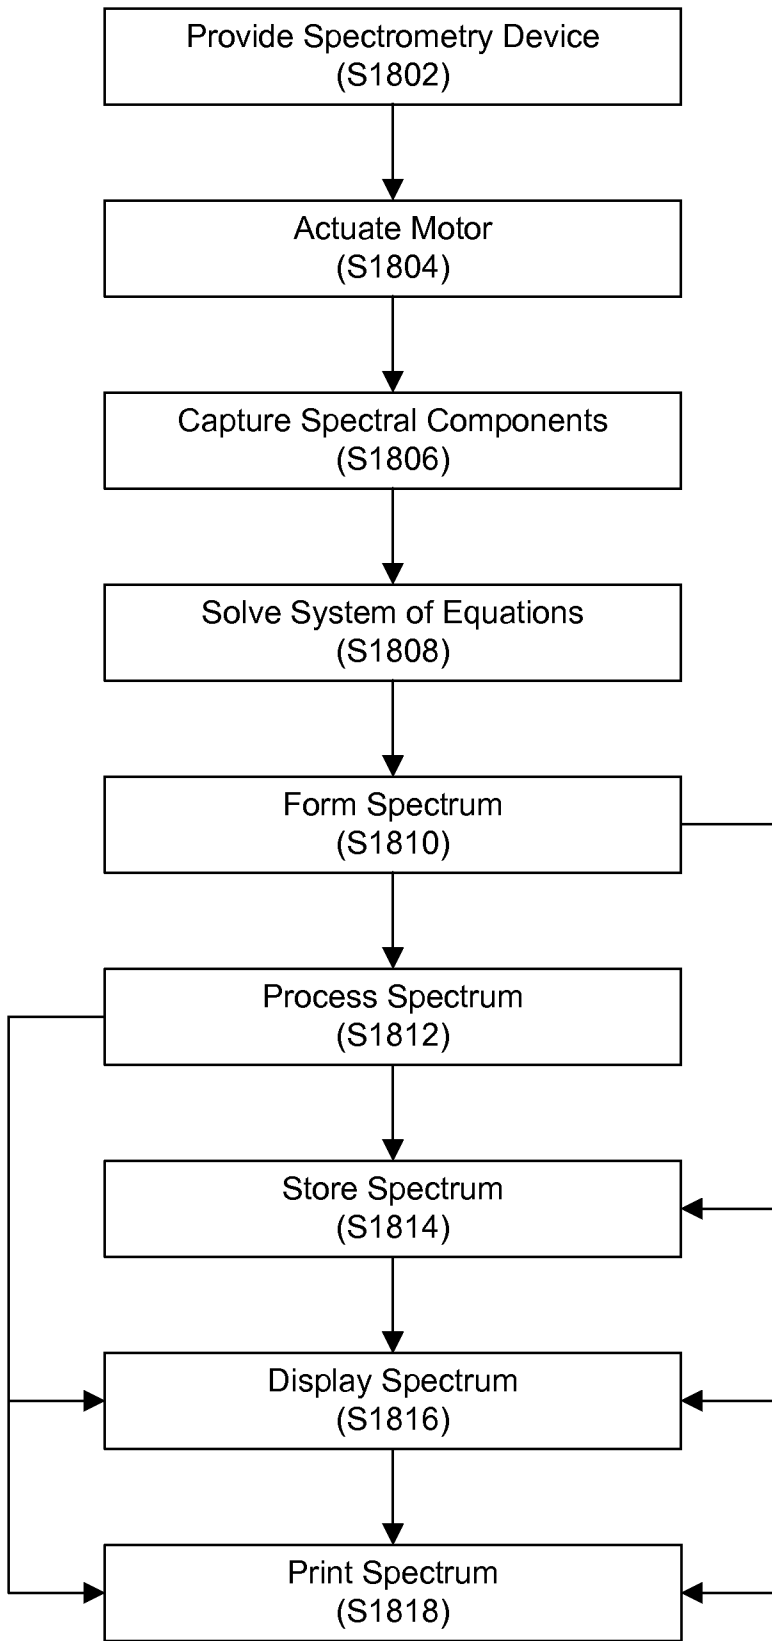 Provide Spectrometry Device
(S1802)
Actuate Motor
(S1804)
Capture Spectral Components
(S1806)
Solve System of Equations
(S1808)
Form Spectrum
(S1810)
Process Spectrum
(S1812)
Store Spectrum
(S1814)
Display Spectrum
(S1816)
Print Spectrum
(S1818)